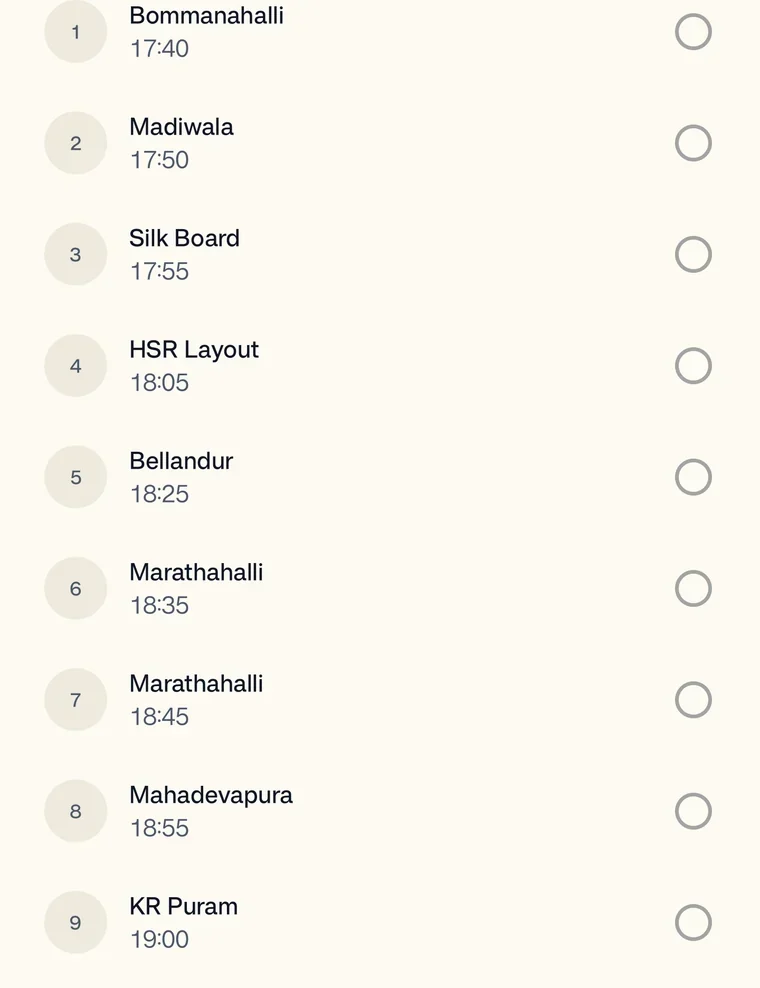 1
Bommanahalli
17:40
2
Madiwala
17:50
3
Silk Board
17:55
4
HSR Layout
18:05
5
Bellandur
18:25
6
Marathahalli
18:35
7
Marathahalli
18:45
8
Mahadevapura
18:55
9
KR Puram
19:00